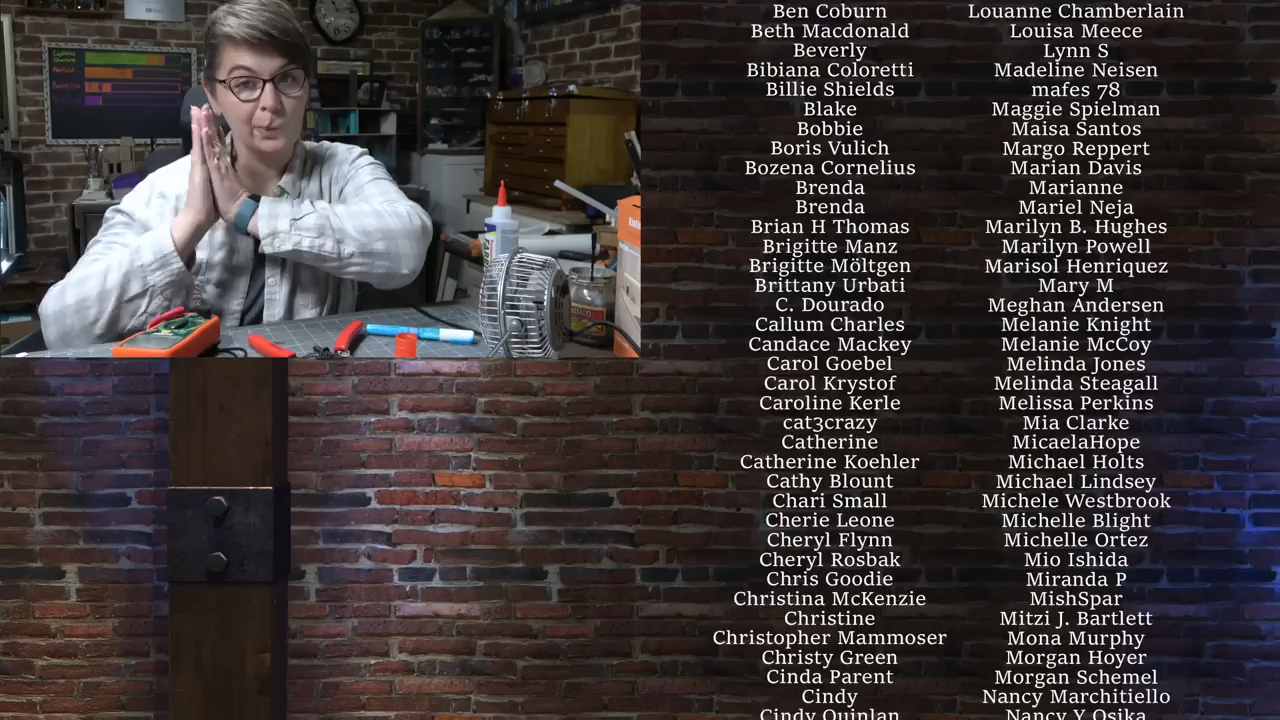 Ben Coburn
Beth Macdonald
Beverly
Bibiana Coloretti
Billie Shields
Blake
Bobbie
Boris Vulich
Bozena Cornelius
Brenda
Brenda
Brian H Thomas
Brigitte Manz
Brigitte Möltgen
Brittany Urbati
C. Dourado
Callum Charles
Candace Mackey
Carol Goebel
Carol Krystof
Caroline Kerle
cat3crazy
Catherine
Catherine Koehler
Cathy Blount
Chari Small
Cherie Leone
Cheryl Flynn
Cheryl Rosbak
Chris Goodie
Christina McKenzie
Christine
Christopher Mammoser
Christy Green
Cinda Parent
Cindy
Cindy Quinlan
Louanne Chamberlain
Louisa Meece
Lynn S
Madeline Neisen
mafes 78
Maggie Spielman
Maisa Santos
Margo Reppert
Marian Davis
Marianne
Mariel Neja
Marilyn B. Hughes
Marilyn Powell
Marisol Henriquez
Mary M
Meghan Andersen
Melanie Knight
Melanie McCoy
Melinda Jones
Melinda Steagall
Melissa Perkins
Mia Clarke
MicaelaHope
Michael Holts
Michael Lindsey
Michele Westbrook
Michelle Blight
Michelle Ortez
Mio Ishida
Miranda P
MishSpar
Mitzi J. Bartlett
Mona Murphy
Morgan Hoyer
Morgan Schemel
Nancy Marchitiello
Nancy Y Osika